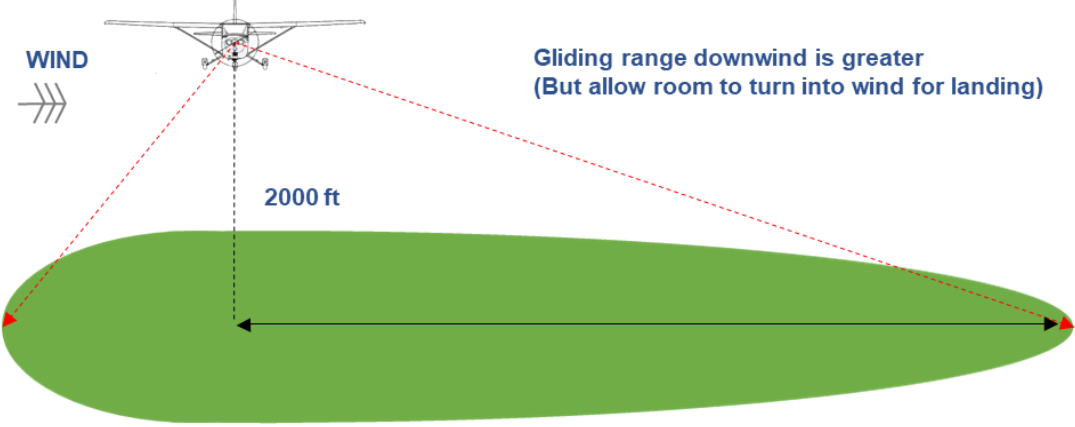 WIND
Gliding range downwind is greater
(But allow room to turn into wind for landing)
2000 ft